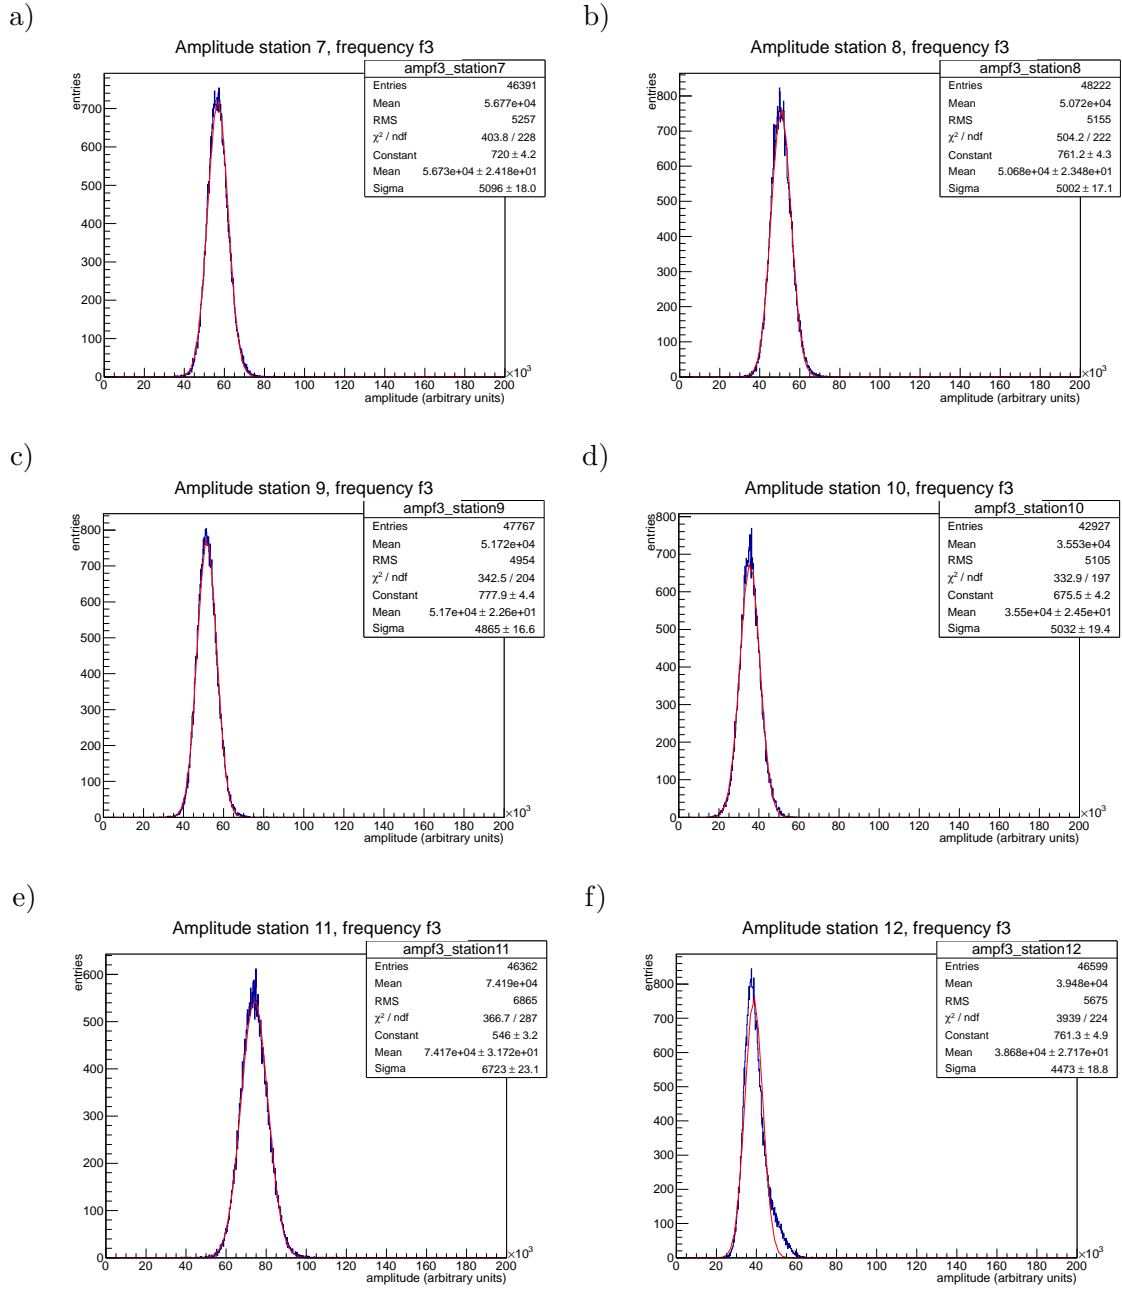 a)
Amplitude station 7, frequency f3
entries
ampf3_station7
Entries 46391
Mean 5.677e+04
RMS 5257
χ² / ndf 403.8 / 228
Constant 720 ± 4.2
Mean 5.673e+04 ± 2.418e+01
Sigma 5096 ± 18.0
700
600
500
400
300
200
100
0
0 20 40 60 80 100 120 140 160 180 200
×10³
amplitude (arbitrary units)
b)
Amplitude station 8, frequency f3
entries
ampf3_station8
Entries 48222
Mean 5.072e+04
RMS 5155
χ² / ndf 504.2 / 222
Constant 761.2 ± 4.3
Mean 5.068e+04 ± 2.348e+01
Sigma 5002 ± 17.1
800
700
600
500
400
300
200
100
0
0 20 40 60 80 100 120 140 160 180 200
×10³
amplitude (arbitrary units)
c)
Amplitude station 9, frequency f3
entries
ampf3_station9
Entries 47767
Mean 5.172e+04
RMS 4954
χ² / ndf 342.5 / 204
Constant 777.9 ± 4.4
Mean 5.17e+04 ± 2.26e+01
Sigma 4865 ± 16.6
800
700
600
500
400
300
200
100
0
0 20 40 60 80 100 120 140 160 180 200
×10³
amplitude (arbitrary units)
d)
Amplitude station 10, frequency f3
entries
ampf3_station10
Entries 42927
Mean 3.553e+04
RMS 5105
χ² / ndf 332.9 / 197
Constant 675.5 ± 4.2
Mean 3.55e+04 ± 2.45e+01
Sigma 5032 ± 19.4
800
700
600
500
400
300
200
100
0
0 20 40 60 80 100 120 140 160 180 200
×10³
amplitude (arbitrary units)
e)
Amplitude station 11, frequency f3
entries
ampf3_station11
Entries 46362
Mean 7.419e+04
RMS 6865
χ² / ndf 366.7 / 287
Constant 546 ± 3.2
Mean 7.417e+04 ± 3.172e+01
Sigma 6723 ± 23.1
600
500
400
300
200
100
0
0 20 40 60 80 100 120 140 160 180 200
×10³
amplitude (arbitrary units)
f)
Amplitude station 12, frequency f3
entries
ampf3_station12
Entries 46599
Mean 3.948e+04
RMS 5675
χ² / ndf 3939 / 224
Constant 761.3 ± 4.9
Mean 3.868e+04 ± 2.717e+01
Sigma 4473 ± 18.8
800
700
600
500
400
300
200
100
0
0 20 40 60 80 100 120 140 160 180 200
×10³
amplitude (arbitrary units)